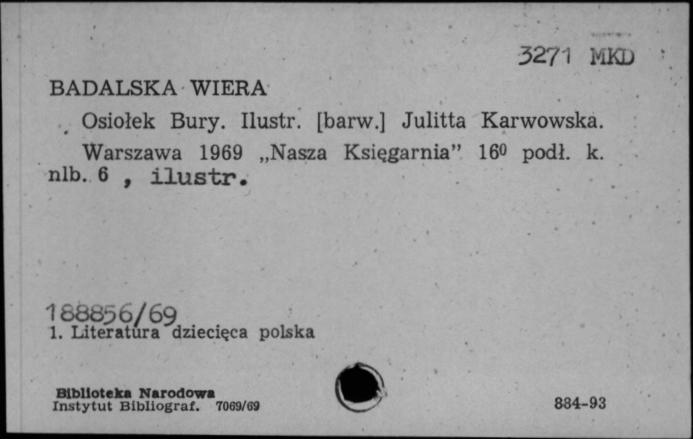 3271 MKD
BADALSKA WIERA
Osiołek Bury. Ilustr. [barw.] Julitta Karwowska.
Warszawa 1969 „Nasza Księgarnia” 16⁰ podł. k.
nlb. 6 , ilustr.
188856/69
1. Literatura dziecięca polska
Biblioteka Narodowa
Instytut Bibliograf. 7069/69
884-93